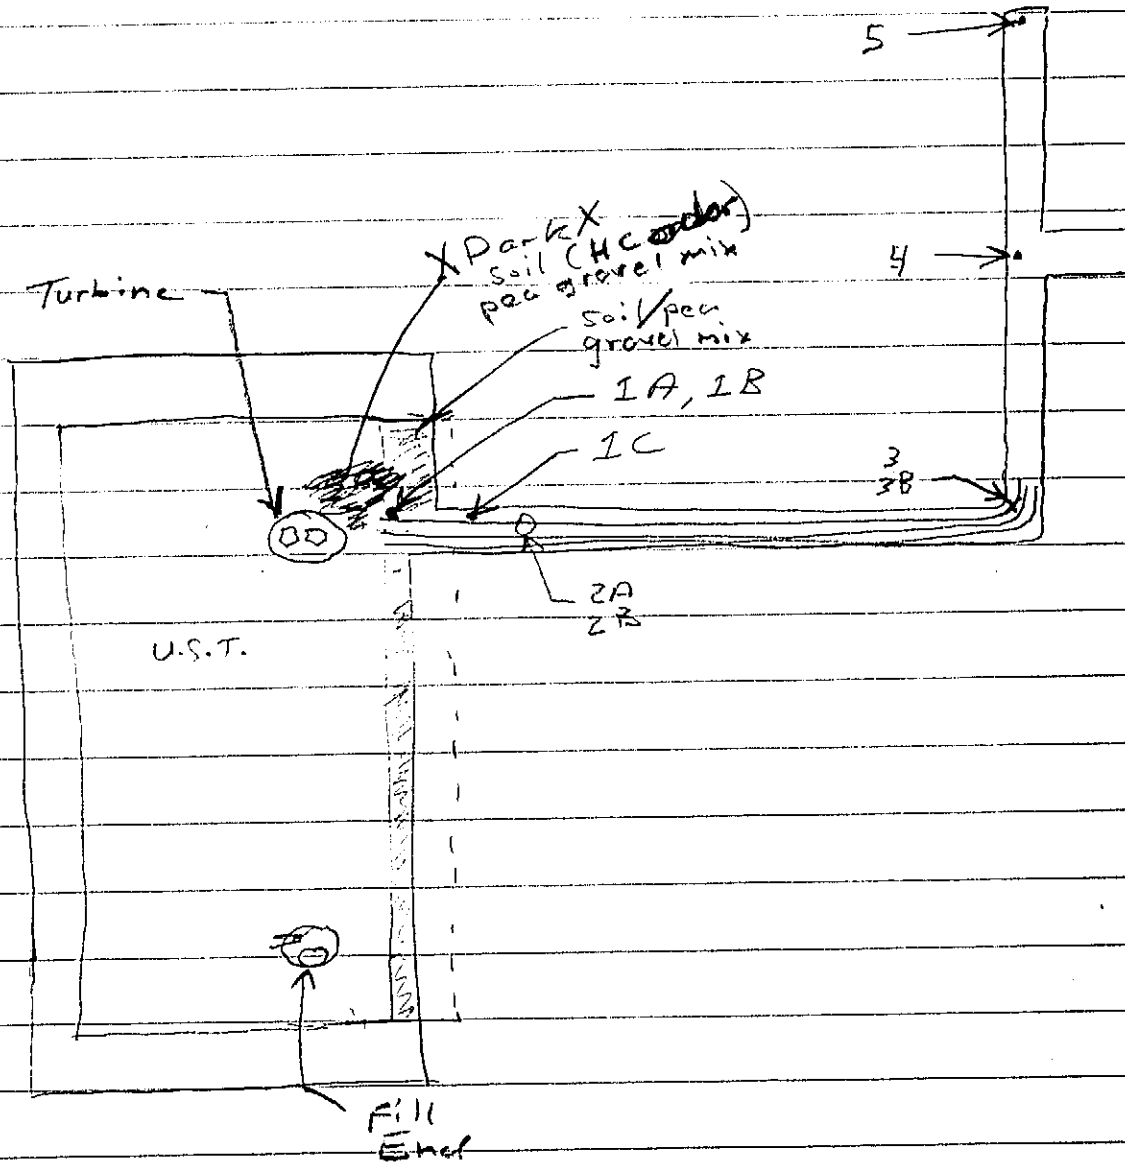 5
X Dark X
soil (HC odor)
pea gravel mix
4
Turbine
soil/pea
gravel mix
1A, 1B
1C
3
3B
2A
2B
U.S.T.
Fill
End